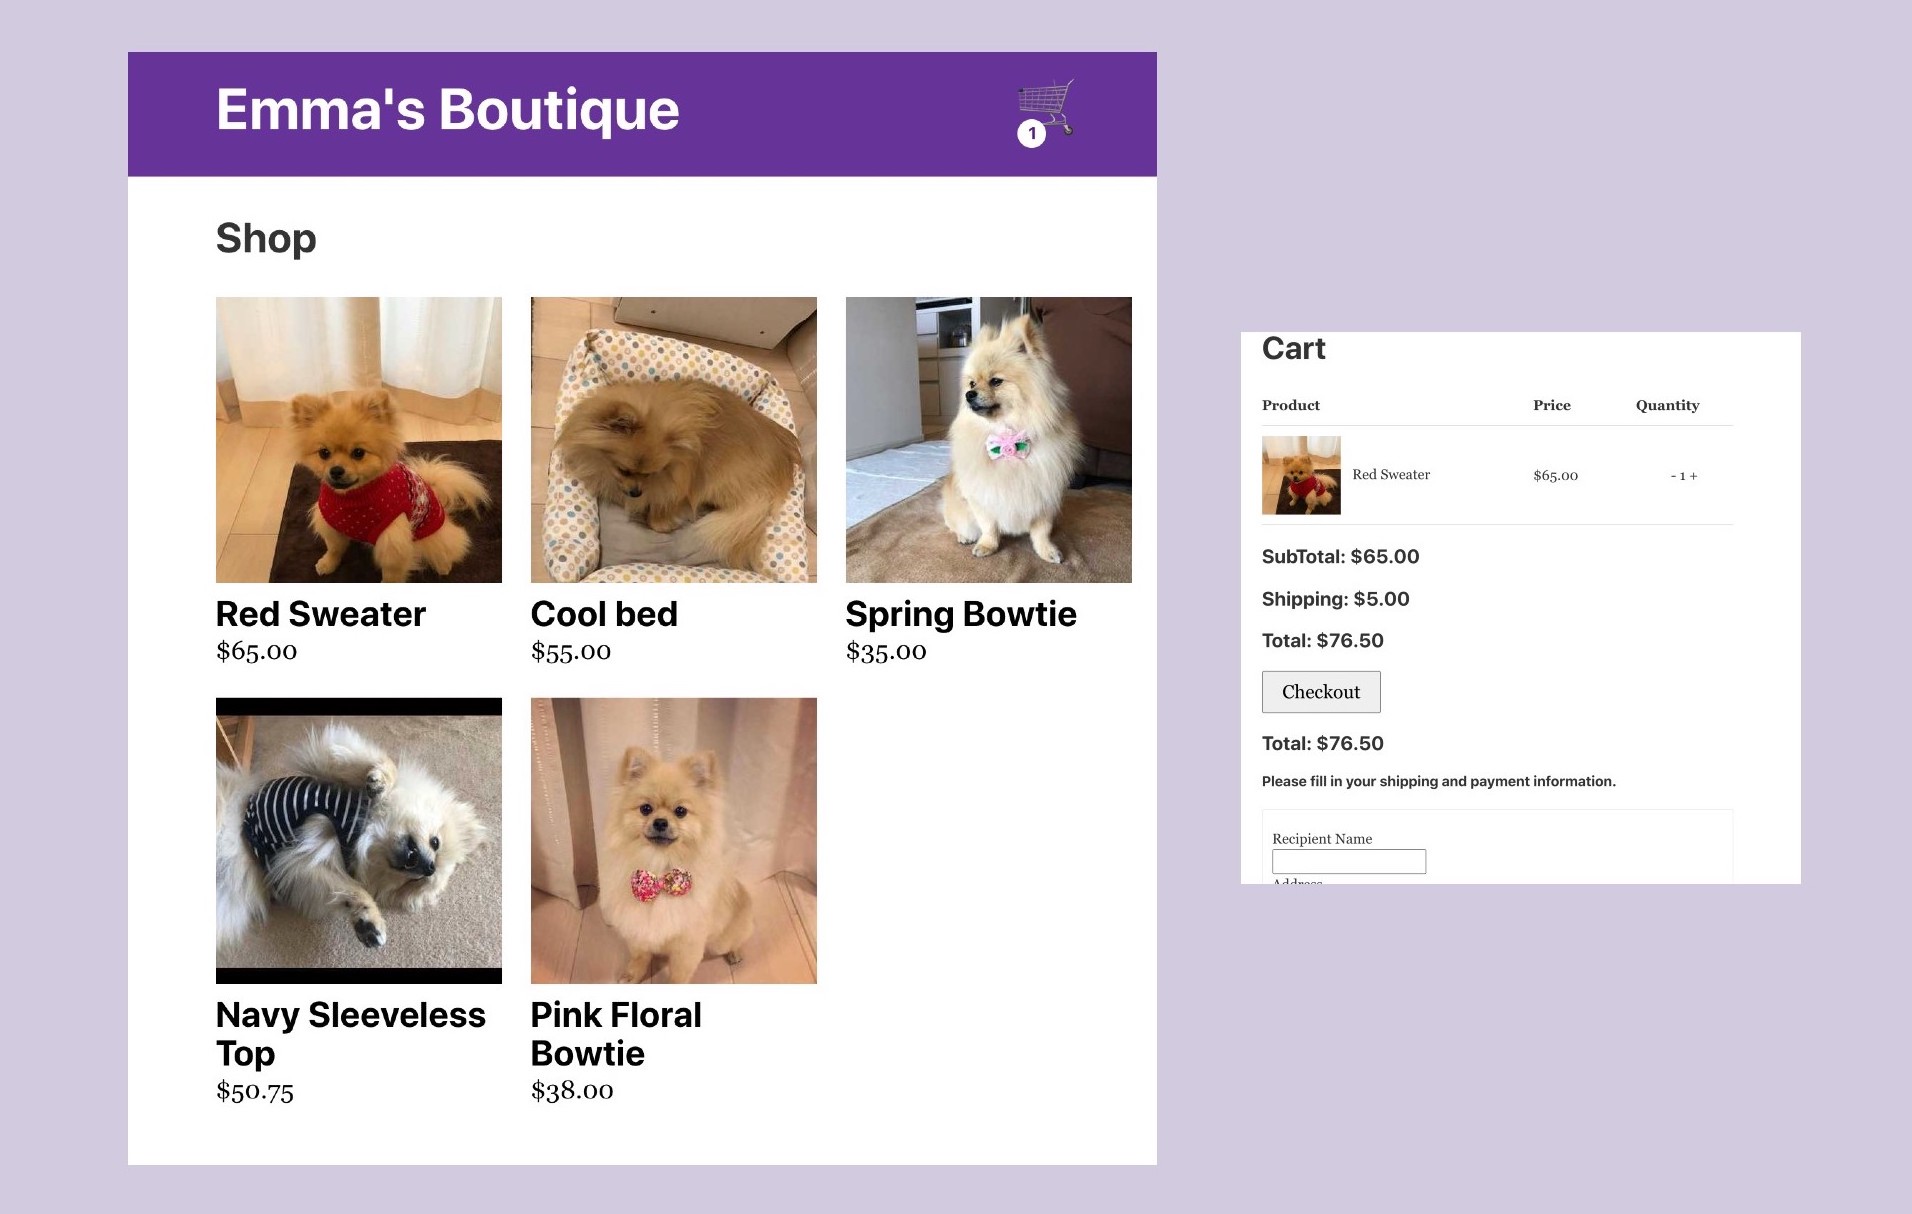 Emma's Boutique
1
Shop
Red Sweater
$65.00
Cool bed
$55.00
Spring Bowtie
$35.00
Navy Sleeveless
Top
$50.75
Pink Floral
Bowtie
$38.00
Cart
Product Price Quantity
Red Sweater $65.00 - 1 +
SubTotal: $65.00
Shipping: $5.00
Total: $76.50
Checkout
Total: $76.50
Please fill in your shipping and payment information.
Recipient Name
Address